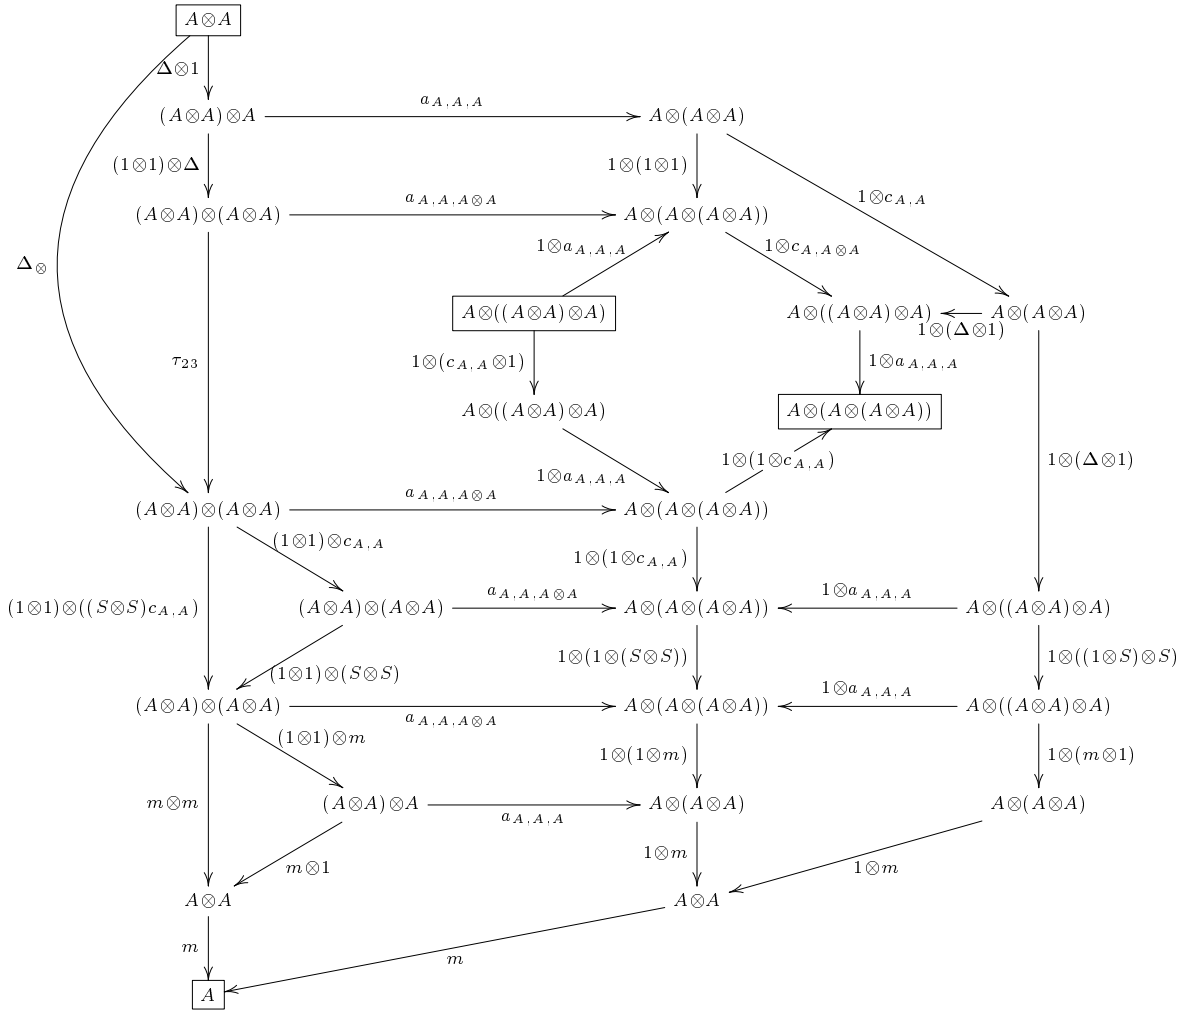 A⊗A
Δ⊗1
(A⊗A)⊗A
a_{A,A,A}
A⊗(A⊗A)
(1⊗1)⊗Δ
1⊗(1⊗1)
1⊗c_{A,A}
(A⊗A)⊗(A⊗A)
a_{A,A,A⊗A}
A⊗(A⊗(A⊗A))
1⊗a_{A,A,A}
1⊗c_{A,A⊗A}
Δ_⊗
A⊗((A⊗A)⊗A)
A⊗((A⊗A)⊗A)
A⊗(A⊗A)
1⊗(Δ⊗1)
τ_{23}
1⊗(c_{A,A}⊗1)
1⊗a_{A,A,A}
A⊗((A⊗A)⊗A)
A⊗(A⊗(A⊗A))
1⊗(1⊗c_{A,A})
1⊗(Δ⊗1)
1⊗a_{A,A,A}
(A⊗A)⊗(A⊗A)
a_{A,A,A⊗A}
A⊗(A⊗(A⊗A))
(1⊗1)⊗c_{A,A}
1⊗(1⊗c_{A,A})
(1⊗1)⊗((S⊗S)c_{A,A})
(A⊗A)⊗(A⊗A)
a_{A,A,A⊗A}
A⊗(A⊗(A⊗A))
1⊗a_{A,A,A}
A⊗((A⊗A)⊗A)
(1⊗1)⊗(S⊗S)
1⊗(1⊗(S⊗S))
1⊗((1⊗S)⊗S)
(A⊗A)⊗(A⊗A)
a_{A,A,A⊗A}
A⊗(A⊗(A⊗A))
1⊗a_{A,A,A}
A⊗((A⊗A)⊗A)
(1⊗1)⊗m
1⊗(1⊗m)
1⊗(m⊗1)
m⊗m
(A⊗A)⊗A
a_{A,A,A}
A⊗(A⊗A)
A⊗(A⊗A)
m⊗1
1⊗m
1⊗m
A⊗A
A⊗A
m
m
A